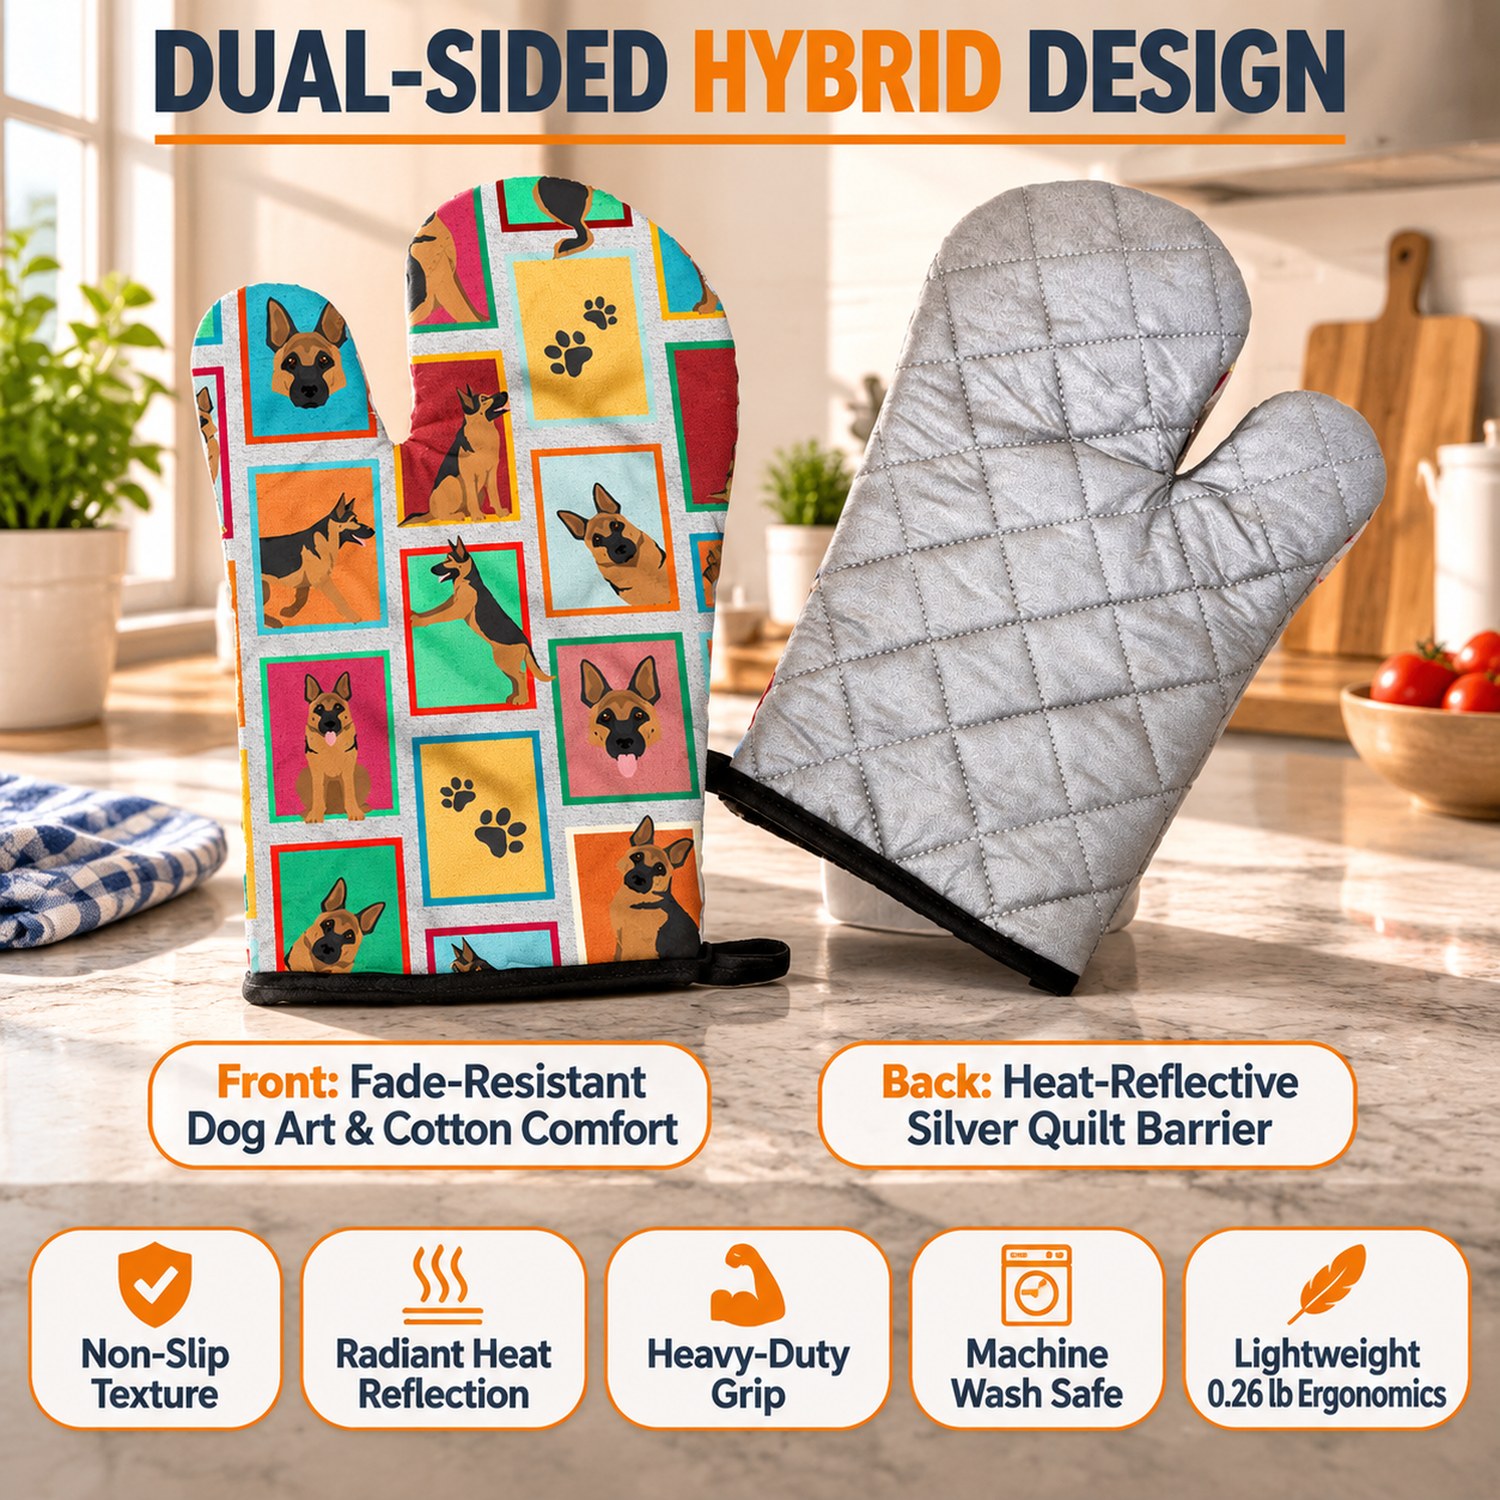 DUAL-SIDED HYBRID DESIGN
Front: Fade-Resistant
Dog Art & Cotton Comfort
Back: Heat-Reflective
Silver Quilt Barrier
Non-Slip
Texture
Radiant Heat
Reflection
Heavy-Duty
Grip
Machine
Wash Safe
Lightweight
0.26 lb Ergonomics